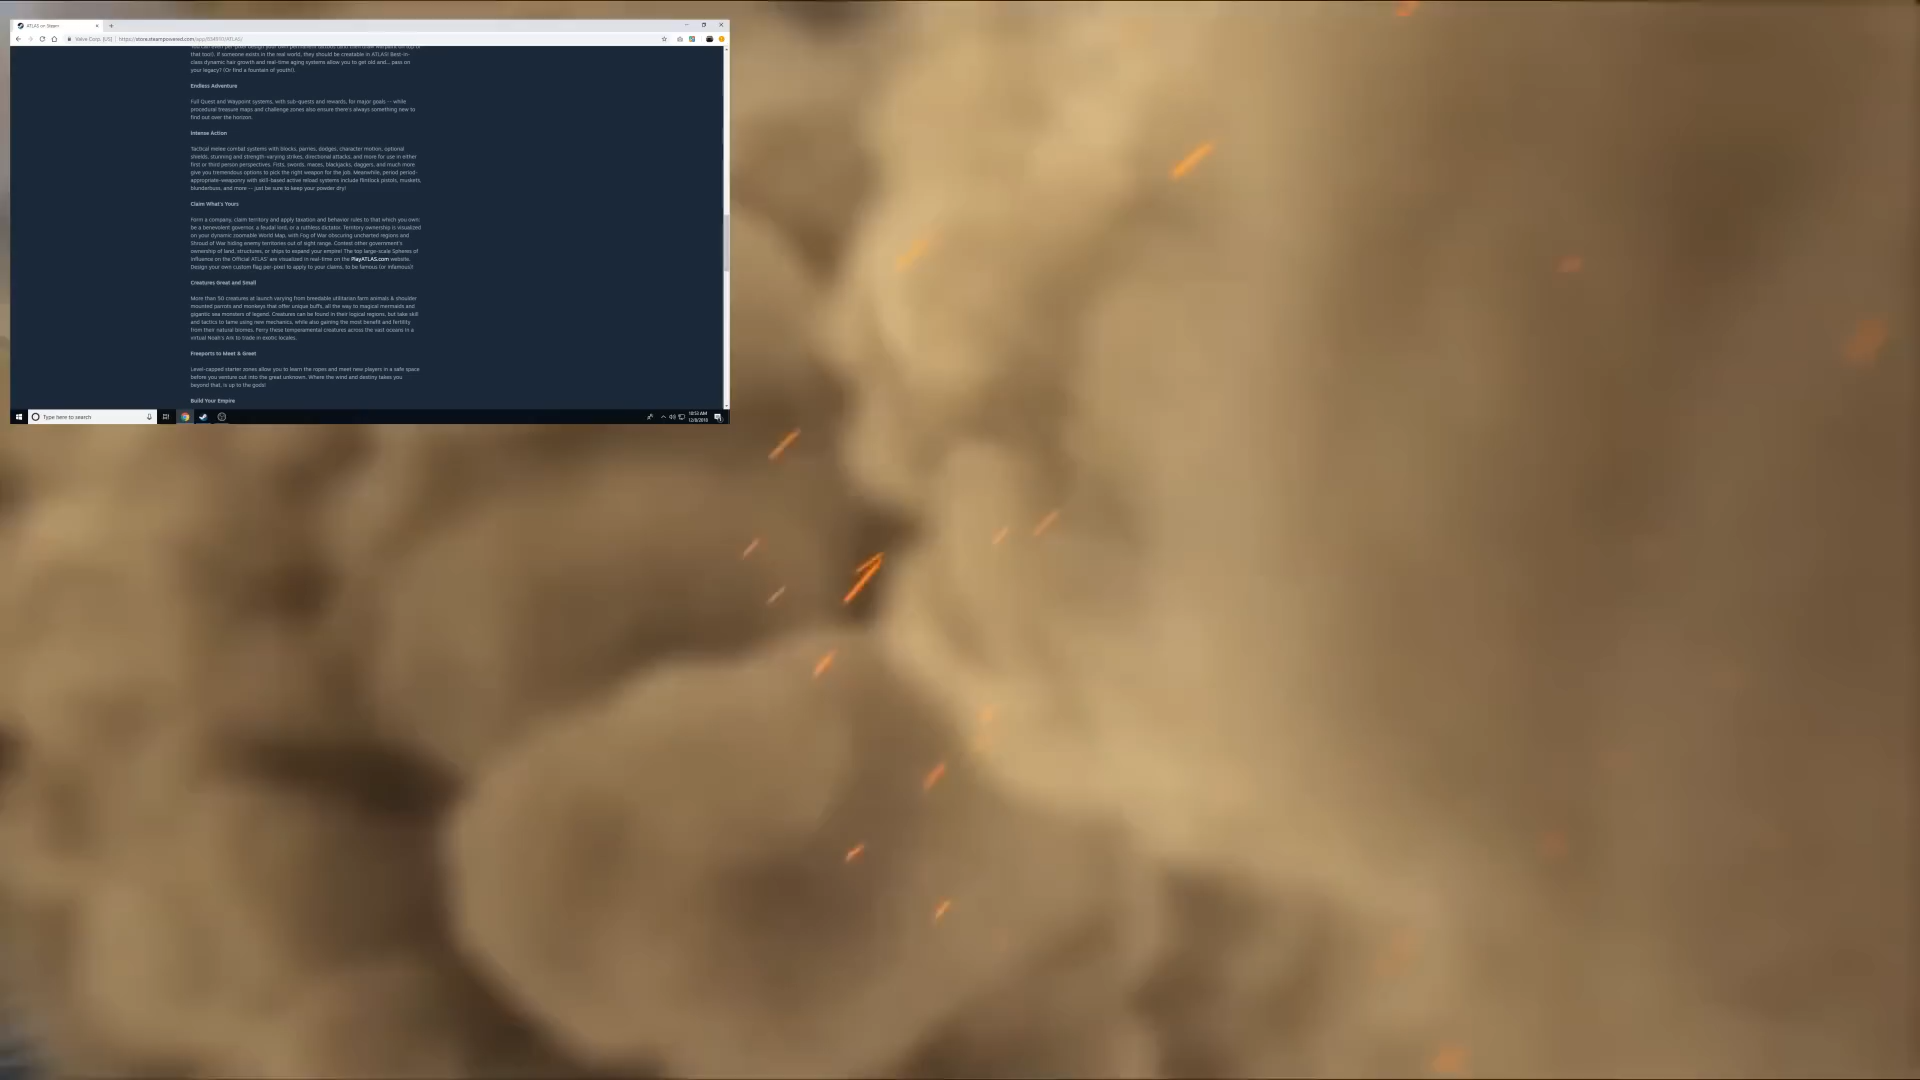 ATLAS on Steam
Valve Corp. [US] | https://store.steampowered.com/app/834910/ATLAS/
that too!). If someone exists in the real world, they should be creatable in ATLAS! Best-in-
class dynamic hair growth and real-time aging systems allow you to get old and... pass on
your legacy? (Or find a fountain of youth!).
Endless Adventure
Full Quest and Waypoint systems, with sub-quests and rewards, for major goals -- while
procedural treasure maps and challenge zones also ensure there's always something new to
find out over the horizon.
Intense Action
Tactical melee combat systems with blocks, parries, dodges, character motion, optional
shields, stunning and strength-varying strikes, directional attacks, and more for use in either
first or third person perspectives. Fists, swords, maces, blackjacks, daggers, and much more
give you tremendous options to pick the right weapon for the job. Meanwhile, period period-
appropriate-weaponry with skill-based active reload systems include flintlock pistols, muskets,
blunderbuss, and more -- just be sure to keep your powder dry!
Claim What's Yours
Form a company, claim territory and apply taxation and behavior rules to that which you own:
be a benevolent governor, a feudal lord, or a ruthless dictator. Territory ownership is visualized
on your dynamic zoomable World Map, with Fog of War obscuring uncharted regions and
Shroud of War hiding enemy territories out of sight range. Contest other government's
ownership of land, structures, or ships to expand your empire! The top large-scale Spheres of
Influence on the Official ATLAS' are visualized in real-time on the PlayATLAS.com website.
Design your own custom flag per-pixel to apply to your claims, to be famous (or infamous)!
Creatures Great and Small
More than 50 creatures at launch varying from breedable utilitarian farm animals & shoulder
mounted parrots and monkeys that offer unique buffs, all the way to magical mermaids and
gigantic sea monsters of legend. Creatures can be found in their logical regions, but take skill
and tactics to tame using new mechanics, while also gaining the most benefit and fertility
from their natural biomes. Ferry these temperamental creatures across the vast oceans in a
virtual Noah's Ark to trade in exotic locales.
Freeports to Meet & Greet
Level-capped starter zones allow you to learn the ropes and meet new players in a safe space
before you venture out into the great unknown. Where the wind and destiny takes you
beyond that, is up to the gods!
Build Your Empire
Type here to search
10:53 AM